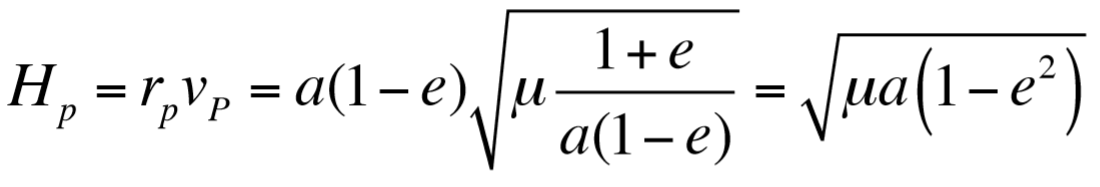 H_p = r_p v_P = a(1 − e)√(μ (1 + e)/(a(1 − e))) = √(μa(1 − e²))